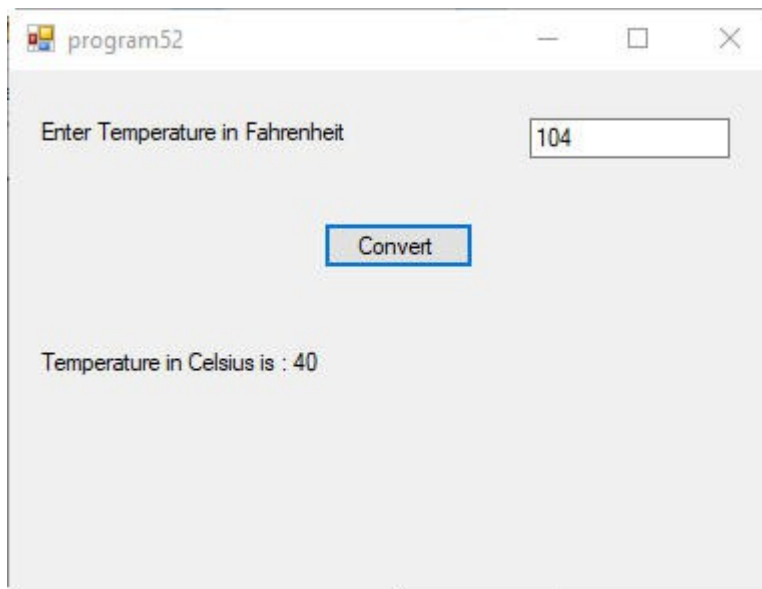 program52
Enter Temperature in Fahrenheit
104
Convert
Temperature in Celsius is : 40